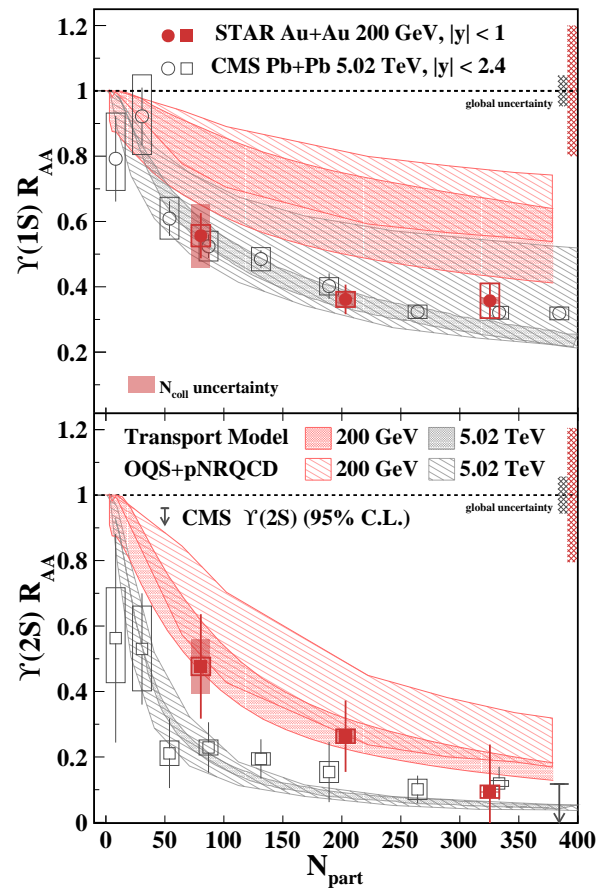 1.2
STAR Au+Au 200 GeV, |y| < 1
CMS Pb+Pb 5.02 TeV, |y| < 2.4
1
global uncertainty
0.8
0.6
0.4
0.2
ϒ(1S) R_AA
N_coll uncertainty
1.2
Transport Model 200 GeV 5.02 TeV
OQS+pNRQCD 200 GeV 5.02 TeV
1
global uncertainty
CMS ϒ(2S) (95% C.L.)
0.8
0.6
0.4
0.2
0
ϒ(2S) R_AA
0 50 100 150 200 250 300 350 400
N_part